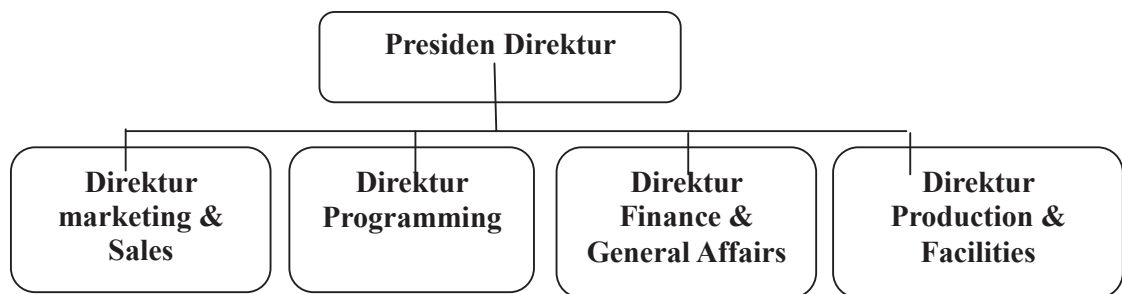 Presiden Direktur
Direktur
marketing &
Sales
Direktur
Programming
Direktur
Finance &
General Affairs
Direktur
Production &
Facilities